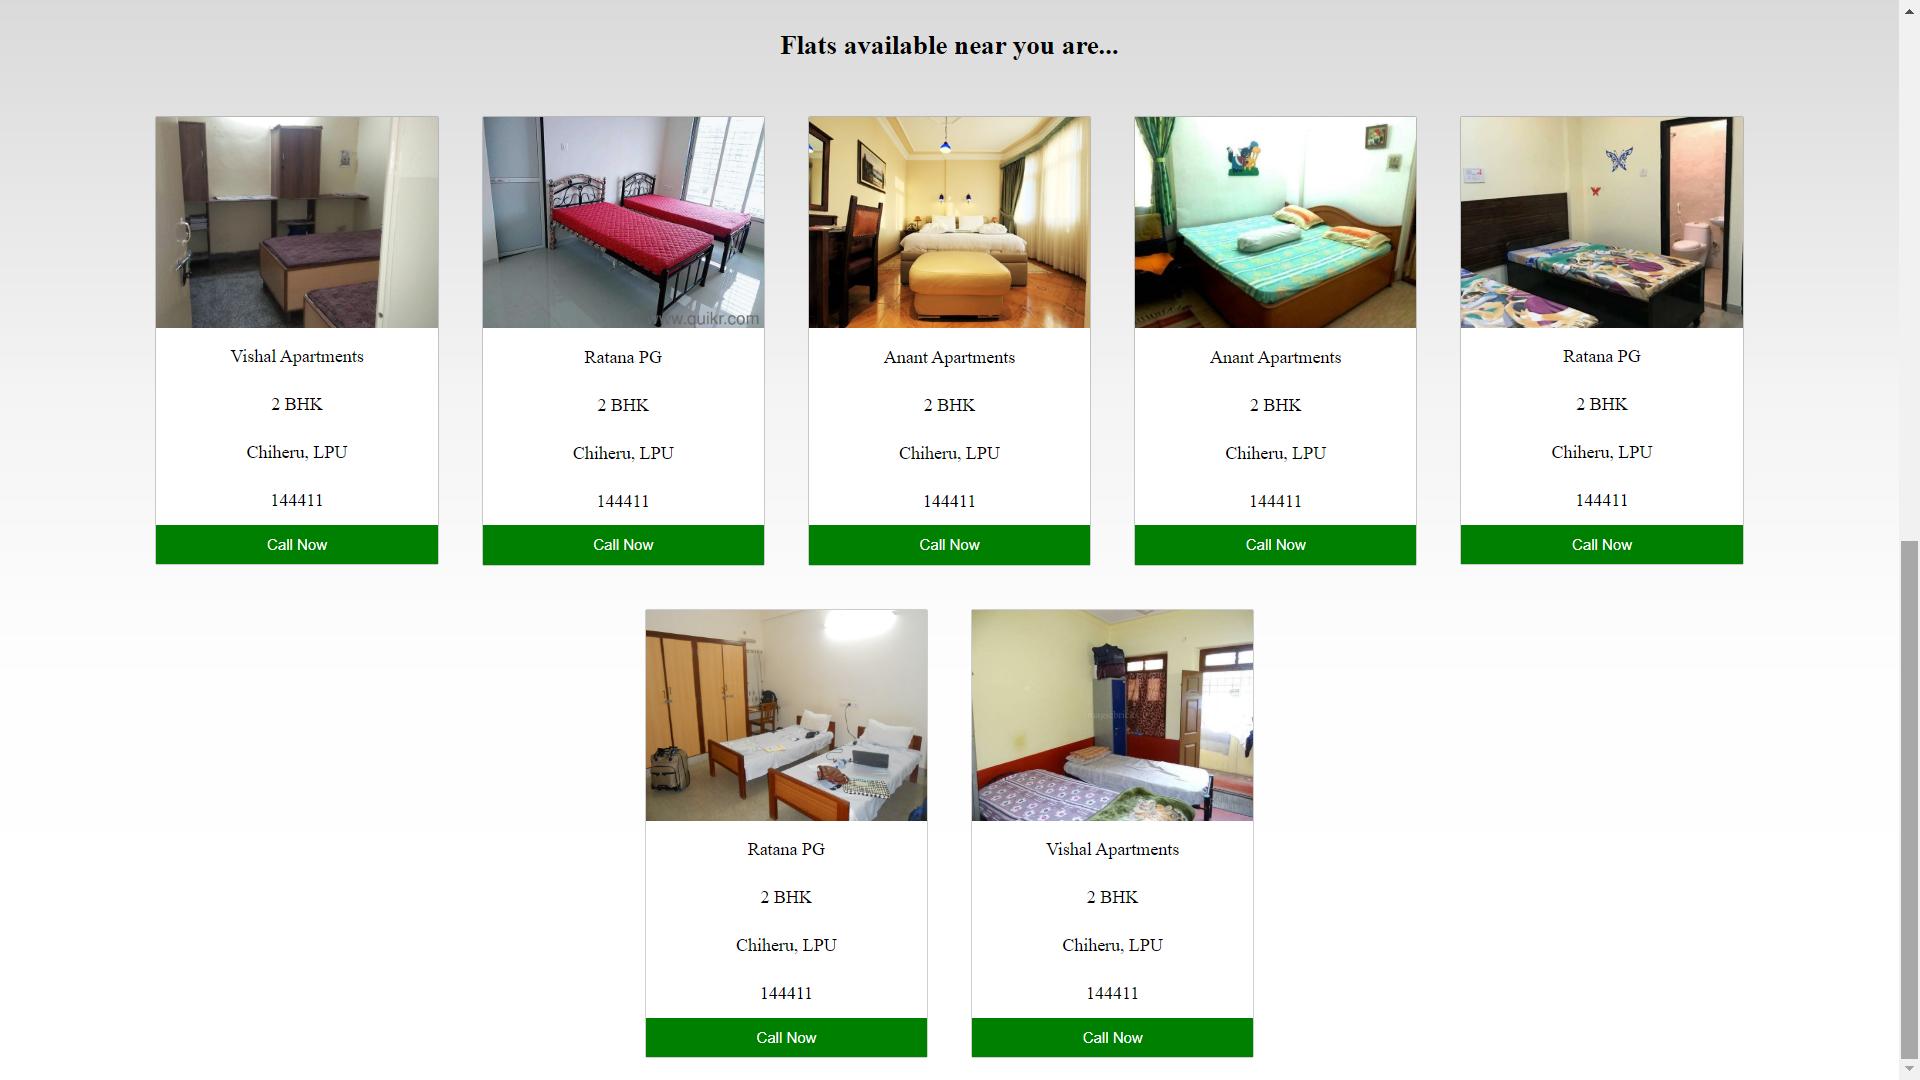 Flats available near you are...
www.quikr.com
Vishal Apartments
2 BHK
Chiheru, LPU
144411
Call Now
Ratana PG
2 BHK
Chiheru, LPU
144411
Call Now
Anant Apartments
2 BHK
Chiheru, LPU
144411
Call Now
Anant Apartments
2 BHK
Chiheru, LPU
144411
Call Now
Ratana PG
2 BHK
Chiheru, LPU
144411
Call Now
Ratana PG
2 BHK
Chiheru, LPU
144411
Call Now
Vishal Apartments
2 BHK
Chiheru, LPU
144411
Call Now